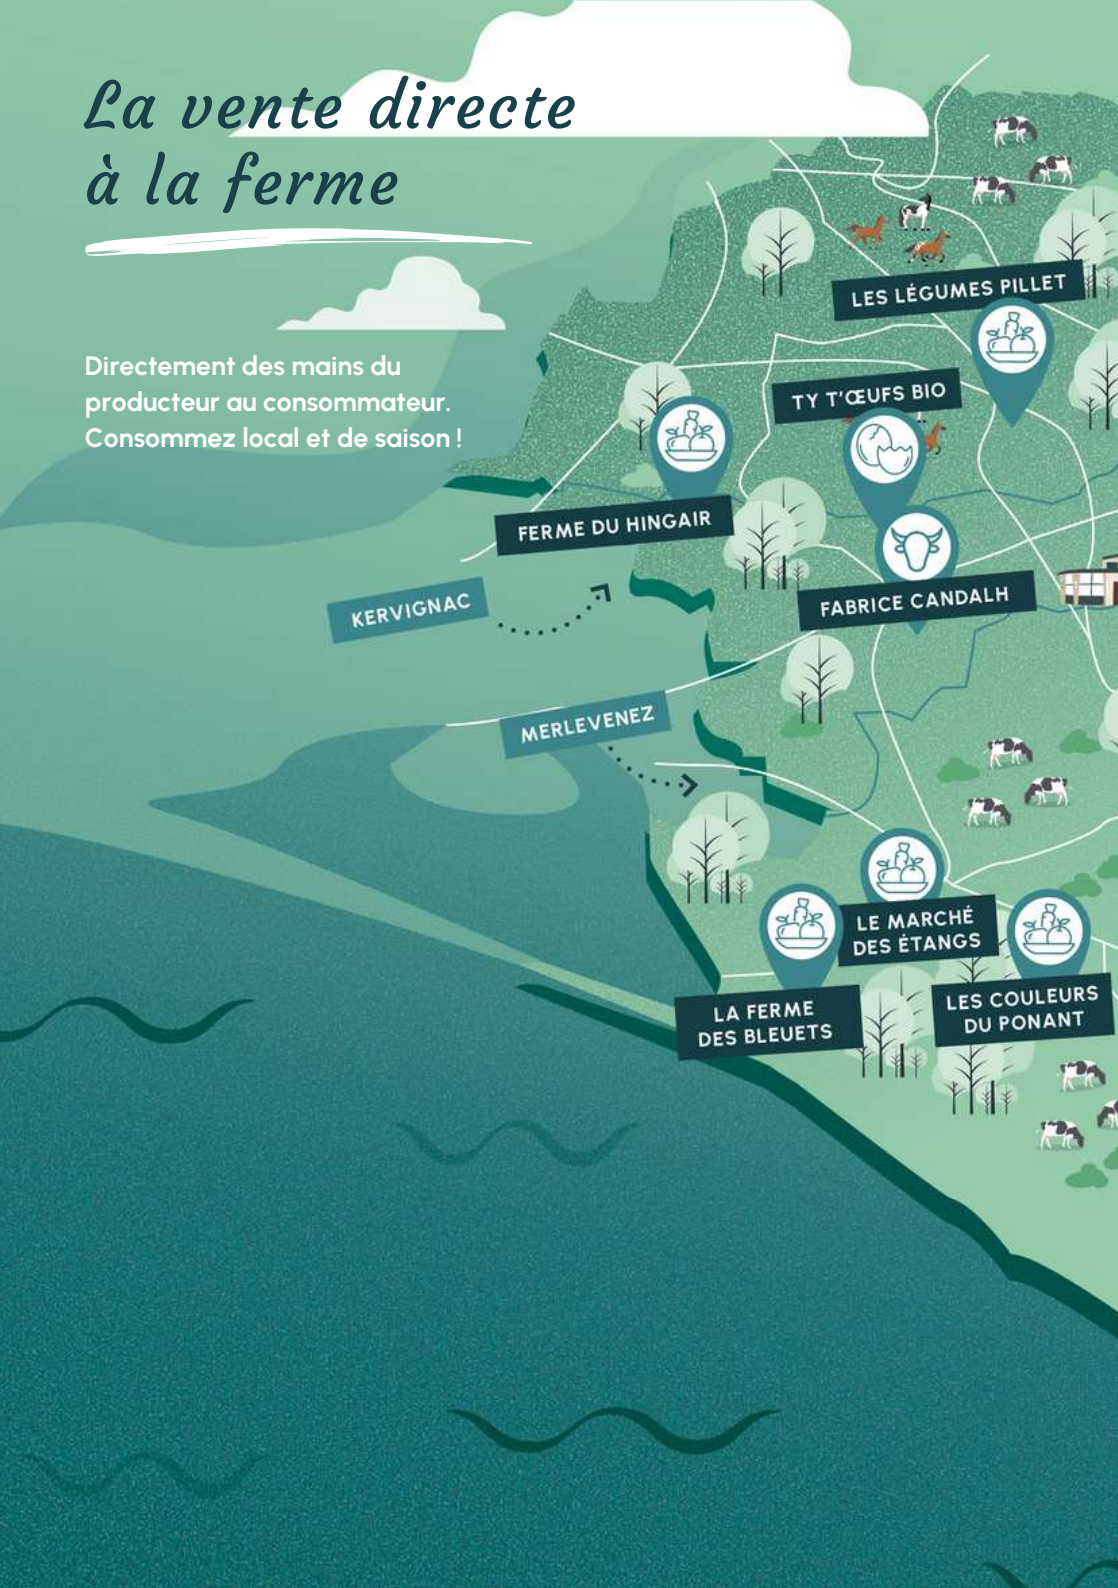 La vente directe
à la ferme
Directement des mains du
producteur au consommateur.
Consommez local et de saison !
LES LÉGUMES PILLET
TY T'ŒUFS BIO
FERME DU HINGAIR
FABRICE CANDALH
KERVIGNAC
MERLEVENEZ
LE MARCHÉ
DES ÉTANGS
LA FERME
DES BLEUETS
LES COULEURS
DU PONANT